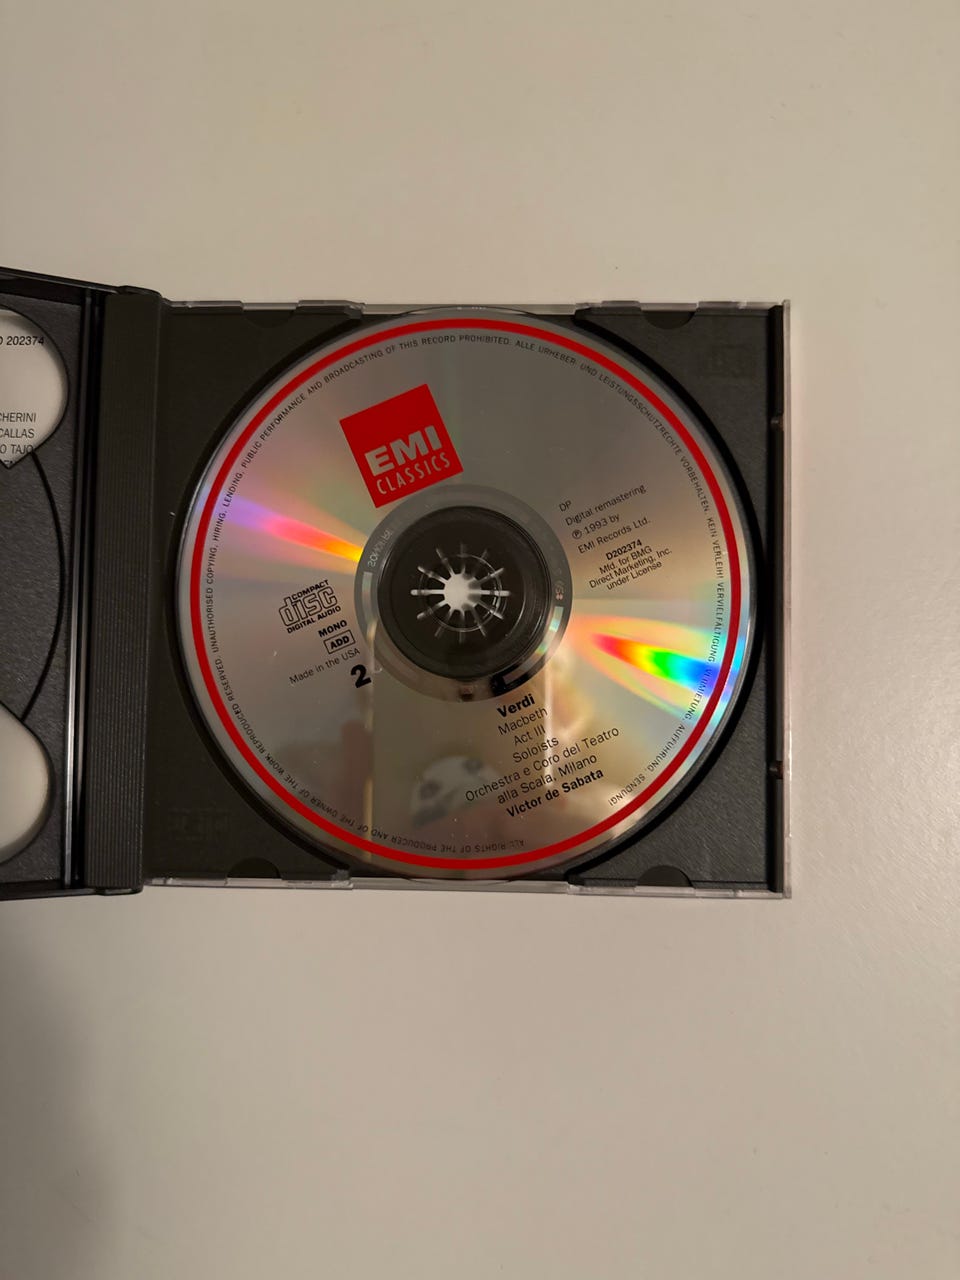 202374
CHERINI
CALLAS
O TAJO
EMI
CLASSICS
DP
Digital remastering
℗ 1993 by
EMI Records Ltd.
D202374
Mfd. for BMG
Direct Marketing, Inc.
under License
COMPACT
disc
DIGITAL AUDIO
MONO
ADD
Made in the USA
2
Verdi
Macbeth
Act III
Soloists
Orchestra e Coro del Teatro
alla Scala, Milano
Victor de Sabata
ALL RIGHTS OF THE PRODUCER AND OF THE OWNER OF THE WORK REPRODUCED RESERVED. UNAUTHORISED COPYING, HIRING, LENDING, PUBLIC PERFORMANCE AND BROADCASTING OF THIS RECORD PROHIBITED. ALLE URHEBER- UND LEISTUNGSSCHUTZRECHTE VORBEHALTEN. KEIN VERLEIH! VERVIELFÄLTIGUNG, VERMIETUNG, AUFFÜHRUNG, SENDUNG!